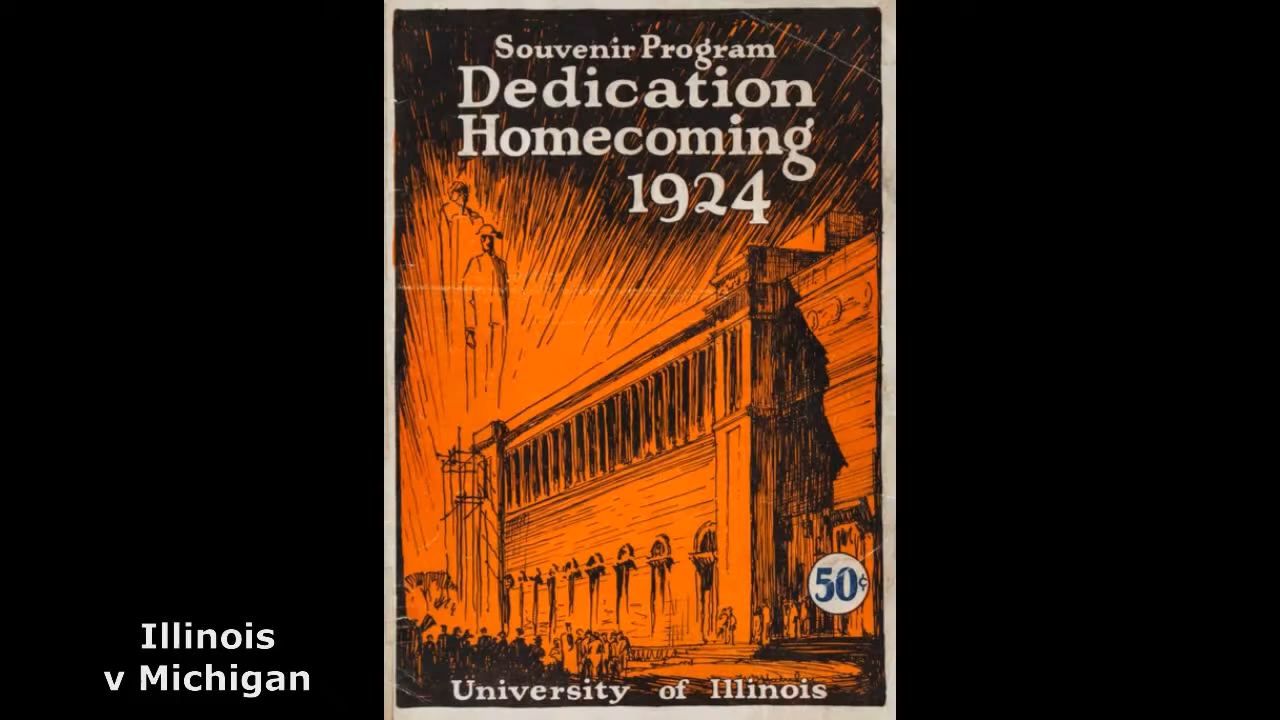 Souvenir Program
Dedication
Homecoming
1924
50¢
University of Illinois
Illinois
v Michigan